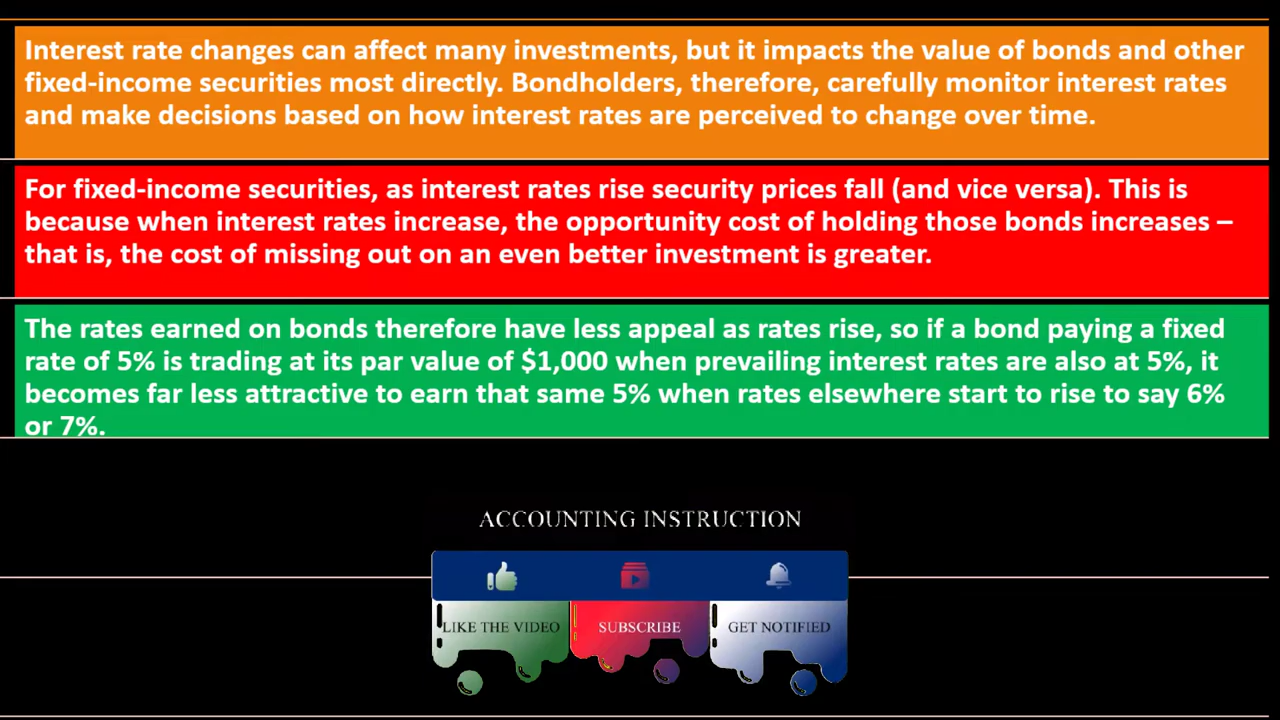 Interest rate changes can affect many investments, but it impacts the value of bonds and other
fixed-income securities most directly. Bondholders, therefore, carefully monitor interest rates
and make decisions based on how interest rates are perceived to change over time.
For fixed-income securities, as interest rates rise security prices fall (and vice versa). This is
because when interest rates increase, the opportunity cost of holding those bonds increases –
that is, the cost of missing out on an even better investment is greater.
The rates earned on bonds therefore have less appeal as rates rise, so if a bond paying a fixed
rate of 5% is trading at its par value of $1,000 when prevailing interest rates are also at 5%, it
becomes far less attractive to earn that same 5% when rates elsewhere start to rise to say 6%
or 7%.
ACCOUNTING INSTRUCTION
LIKE THE VIDEO
SUBSCRIBE
GET NOTIFIED